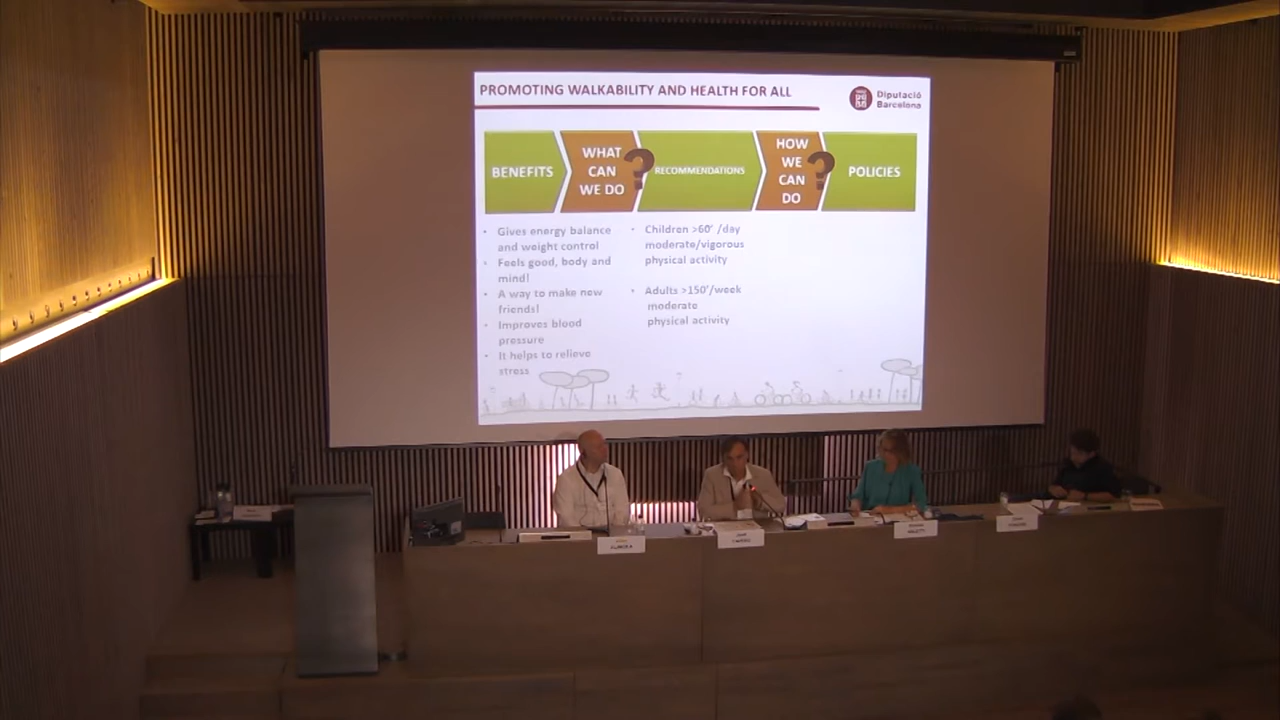 PROMOTING WALKABILITY AND HEALTH FOR ALL
Diputació
Barcelona
BENEFITS
WHAT
CAN
WE DO
?
RECOMMENDATIONS
HOW
WE
CAN
DO
?
POLICIES
• Gives energy balance
and weight control
• Feels good, body and
mind!
• A way to make new
friends!
• Improves blood
pressure
• It helps to relieve
stress
• Children >60' /day
moderate/vigorous
physical activity
• Adults >150'/week
moderate
physical activity